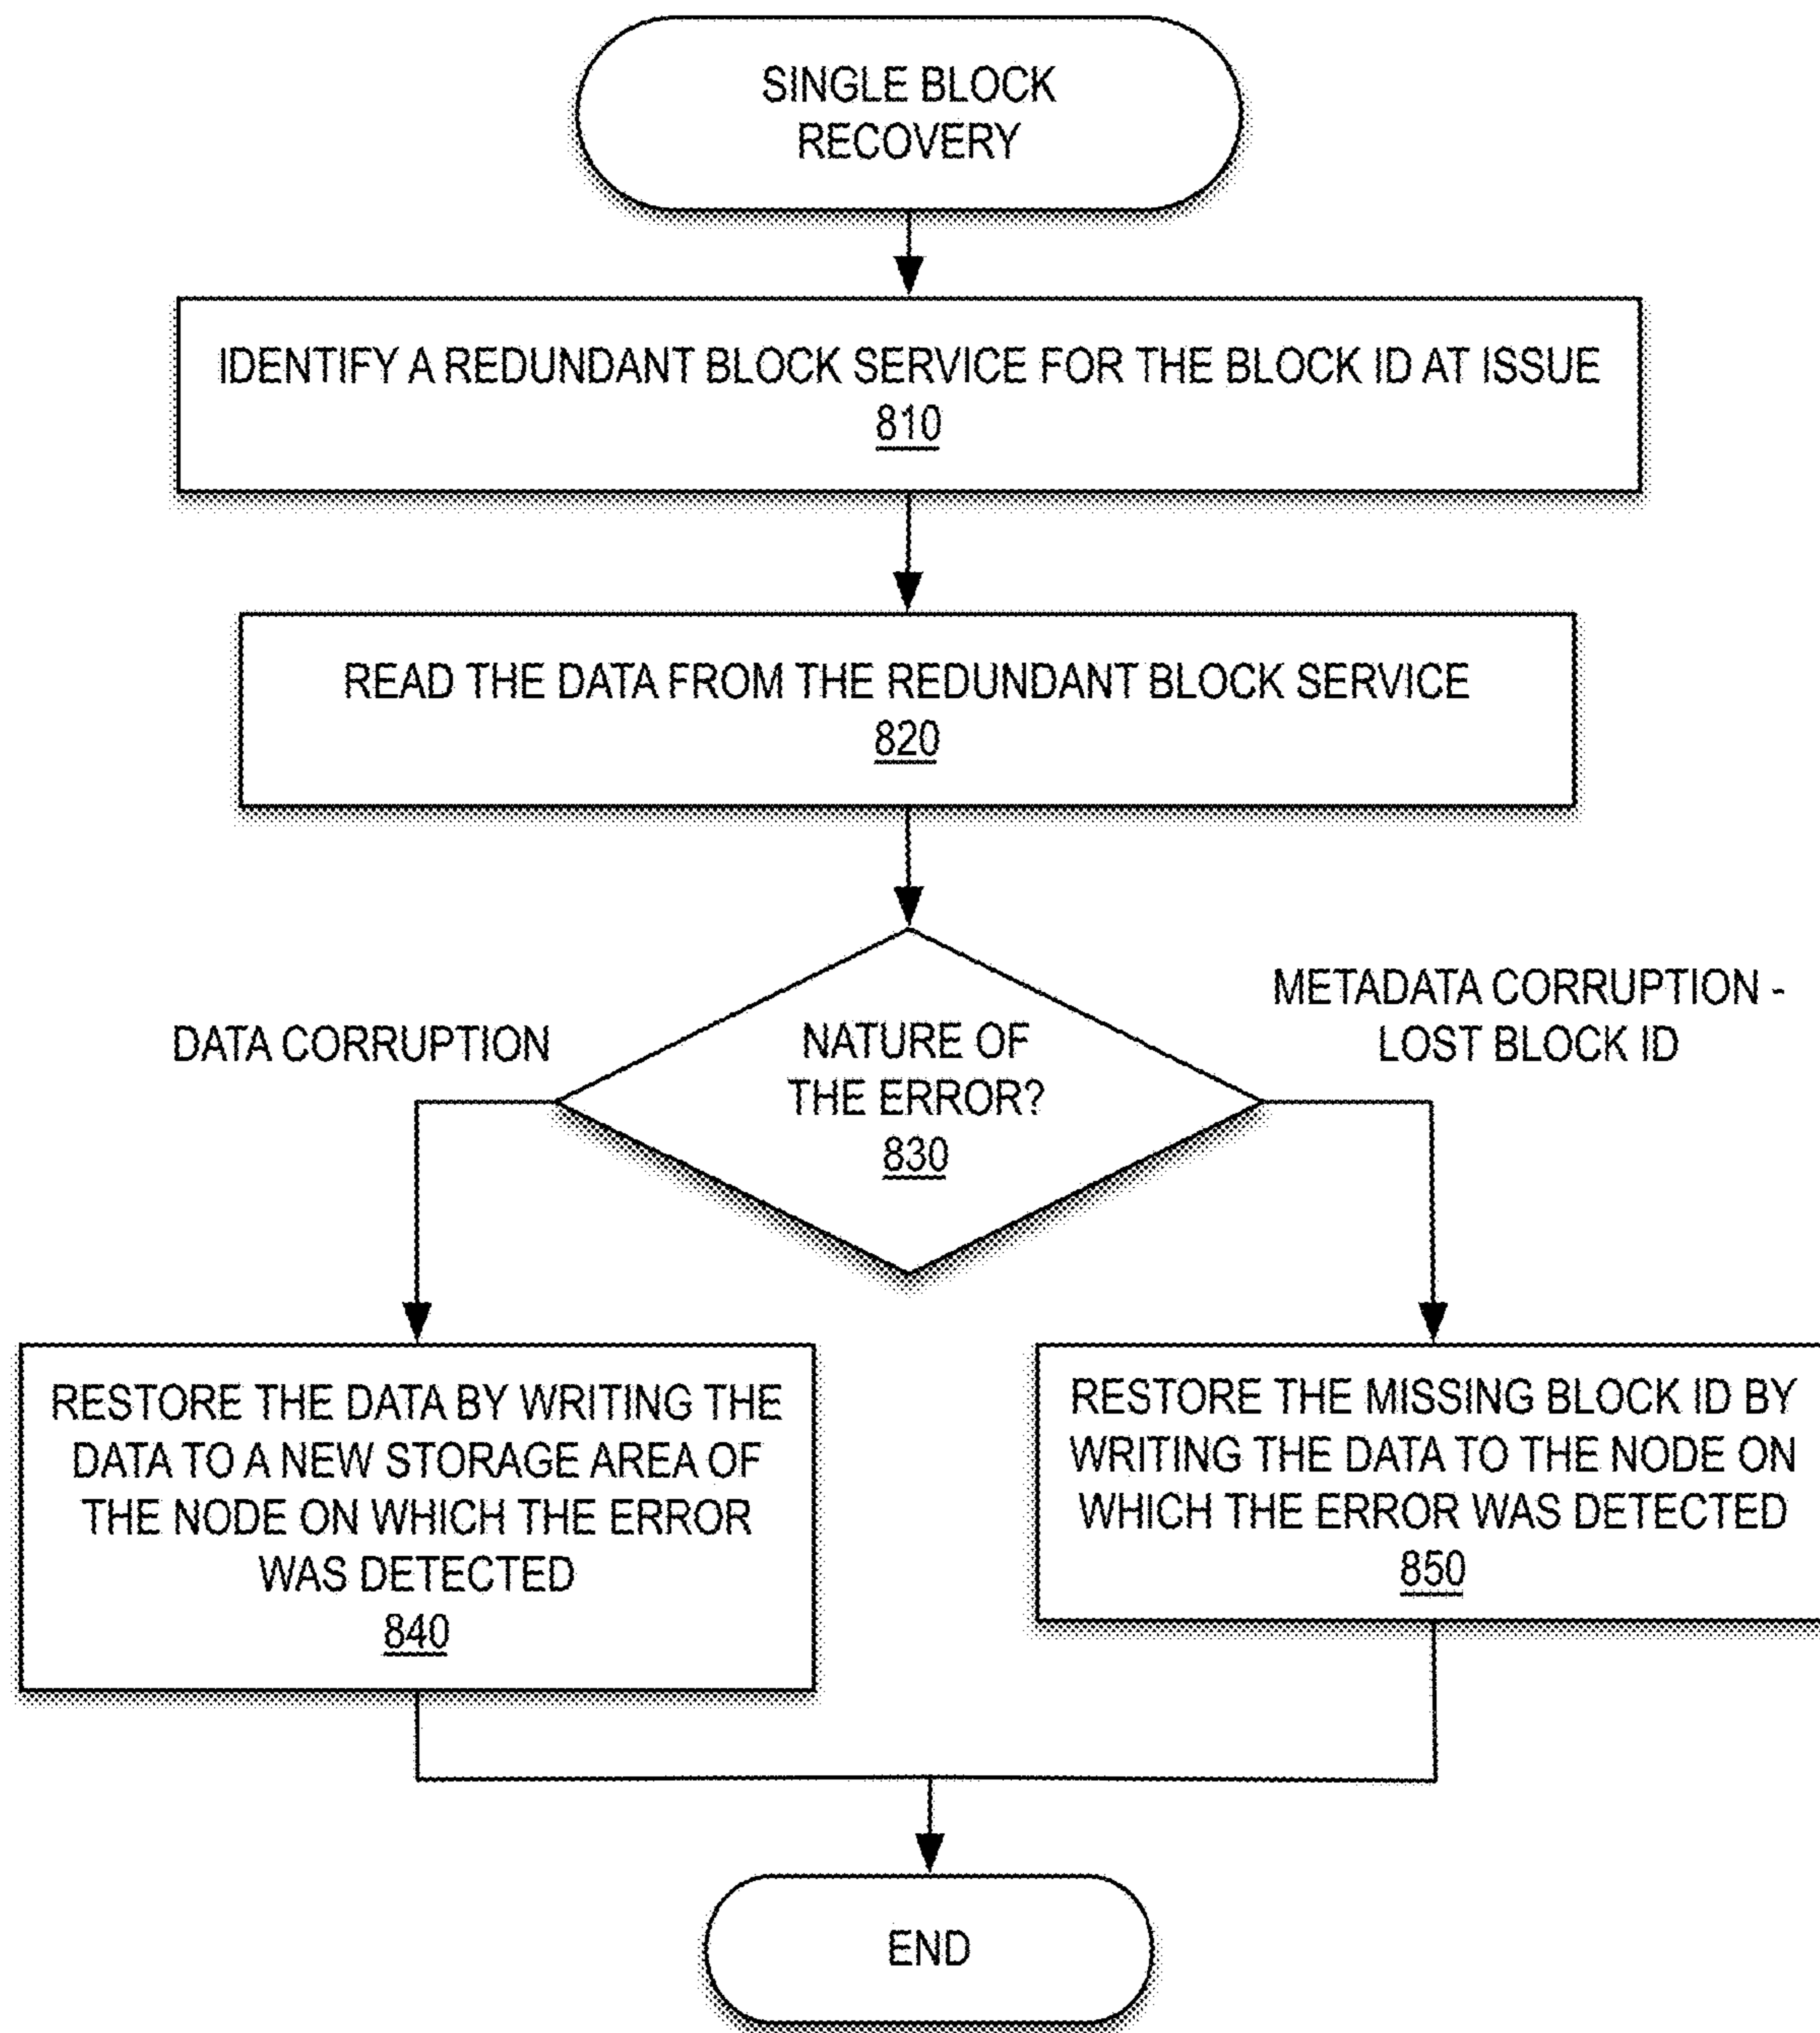 SINGLE BLOCK
RECOVERY
IDENTIFY A REDUNDANT BLOCK SERVICE FOR THE BLOCK ID AT ISSUE
810
READ THE DATA FROM THE REDUNDANT BLOCK SERVICE
820
DATA CORRUPTION
NATURE OF
THE ERROR?
830
METADATA CORRUPTION -
LOST BLOCK ID
RESTORE THE DATA BY WRITING THE
DATA TO A NEW STORAGE AREA OF
THE NODE ON WHICH THE ERROR
WAS DETECTED
840
RESTORE THE MISSING BLOCK ID BY
WRITING THE DATA TO THE NODE ON
WHICH THE ERROR WAS DETECTED
850
END